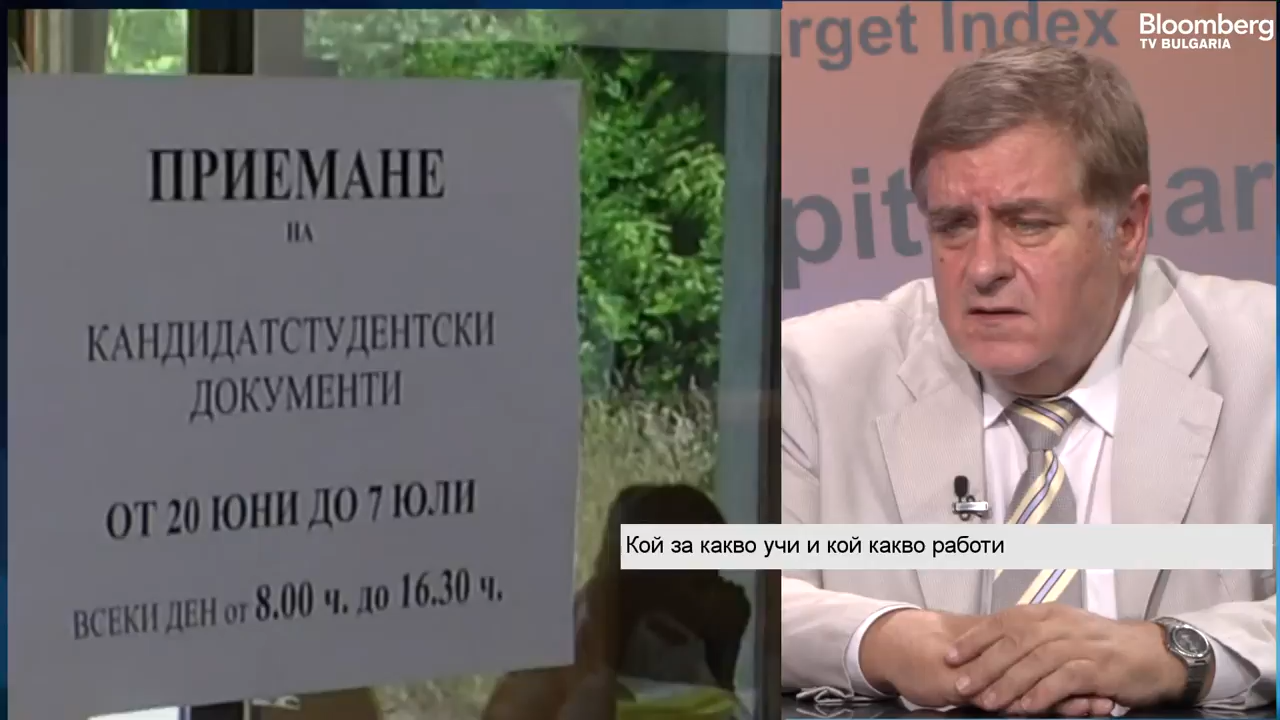 ПРИЕМАНЕ
НА
КАНДИДАТСТУДЕНТСКИ
ДОКУМЕНТИ
ОТ 20 ЮНИ ДО 7 ЮЛИ
ВСЕКИ ДЕН от 8.00 ч. до 16.30 ч.
rget Index
Bloomberg
TV BULGARIA
pit ar
Кой за какво учи и кой какво работи